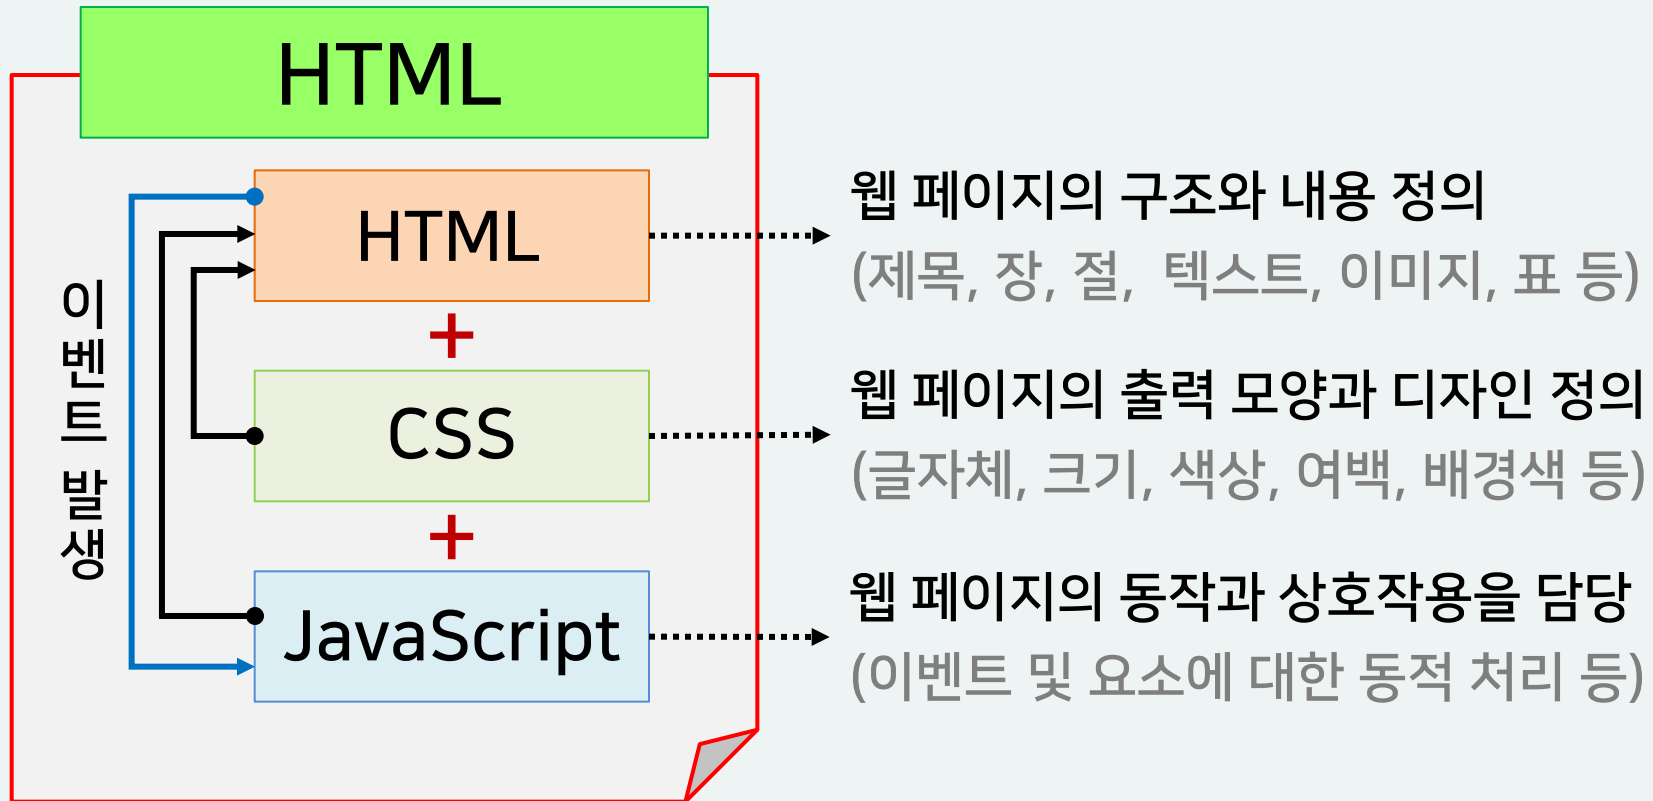 HTML
HTML
웹 페이지의 구조와 내용 정의
(제목, 장, 절, 텍스트, 이미지, 표 등)
+
이벤트 발생
CSS
웹 페이지의 출력 모양과 디자인 정의
(글자체, 크기, 색상, 여백, 배경색 등)
+
JavaScript
웹 페이지의 동작과 상호작용을 담당
(이벤트 및 요소에 대한 동적 처리 등)